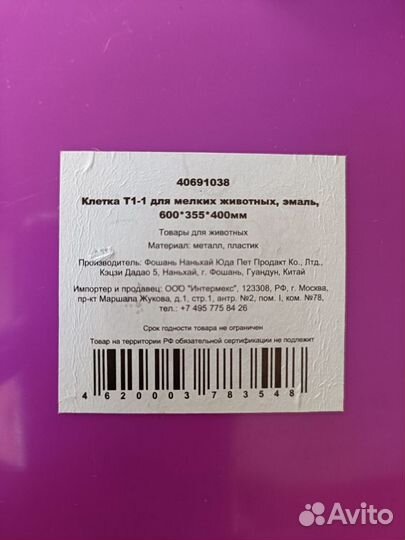 40691038
Клетка Т1-1 для мелких животных, эмаль,
600*355*400мм
Товары для животных
Материал: металл, пластик
Производитель: Фошань Наньхай Юда Пет Продакт Ко., Лтд.,
Кэцзи Дадао 5, Наньхай, г. Фошань, Гуандун, Китай
Импортер и продавец: ООО "Интермекс", 123308, РФ, г. Москва,
пр-кт Маршала Жукова, д.1, стр.1, антр. №2, пом. I, ком. №78,
тел.: +7 495 775 84 26
Срок годности товара не ограничен
Товар на территории РФ обязательной сертификации не подлежит
4620003783548
Avito